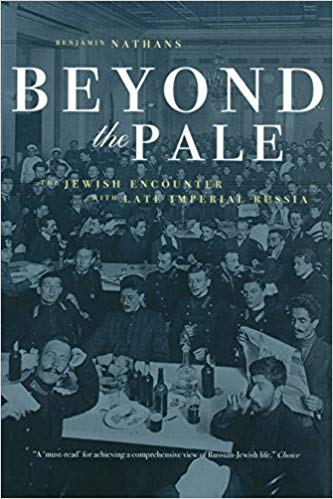 BENJAMIN NATHANS
BEYOND
the PALE
THE JEWISH ENCOUNTER
WITH LATE IMPERIAL RUSSIA
"A 'must-read' for achieving a comprehensive view of Russian-Jewish life." Choice